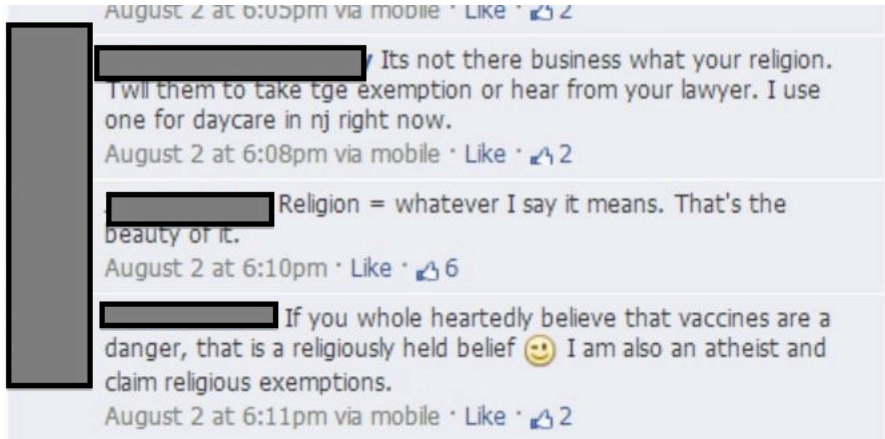 August 2 at 6:05pm via mobile · Like · 2
Its not there business what your religion.
Twll them to take tge exemption or hear from your lawyer. I use
one for daycare in nj right now.
August 2 at 6:08pm via mobile · Like · 2
Religion = whatever I say it means. That's the
beauty of it.
August 2 at 6:10pm · Like · 6
If you whole heartedly believe that vaccines are a
danger, that is a religiously held belief I am also an atheist and
claim religious exemptions.
August 2 at 6:11pm via mobile · Like · 2